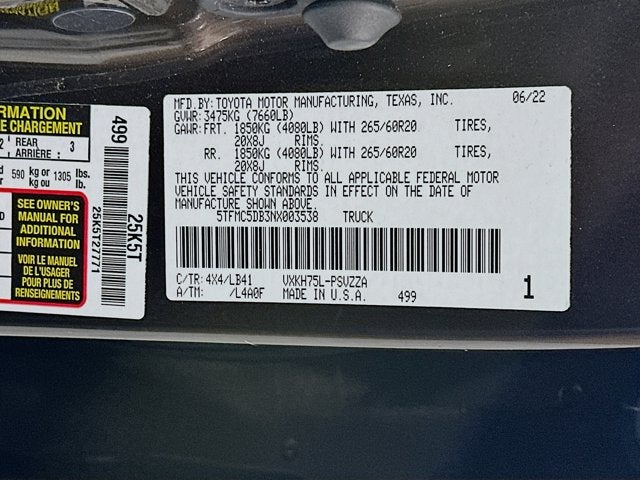 MFD.BY:TOYOTA MOTOR MANUFACTURING, TEXAS, INC. 06/22
GVWR:3475KG (7660LB)
GAWR:FRT. 1850KG (4080LB) WITH 265/60R20 TIRES,
20X8J RIMS.
RR. 1850KG (4080LB) WITH 265/60R20 TIRES,
20X8J RIMS.
THIS VEHICLE CONFORMS TO ALL APPLICABLE FEDERAL MOTOR
VEHICLE SAFETY STANDARDS IN EFFECT ON THE DATE OF
MANUFACTURE SHOWN ABOVE.
5TFMC5DB3NX003538 TRUCK
C/TR:4X4/LB41 VXKH75L-PSVZZA
A/TM: /L4A0F MADE IN U.S.A. 499
1
RMATION
E CHARGEMENT
2 REAR 3
ARRIÈRE :
590 kg or 1305 lbs.
kg ou lb.
SEE OWNER'S
MANUAL FOR
ADDITIONAL
INFORMATION
VOIR LE MANUEL
DE L'USAGER
POUR PLUS DE
RENSEIGNEMENTS
499
25K5T
25K5T27771